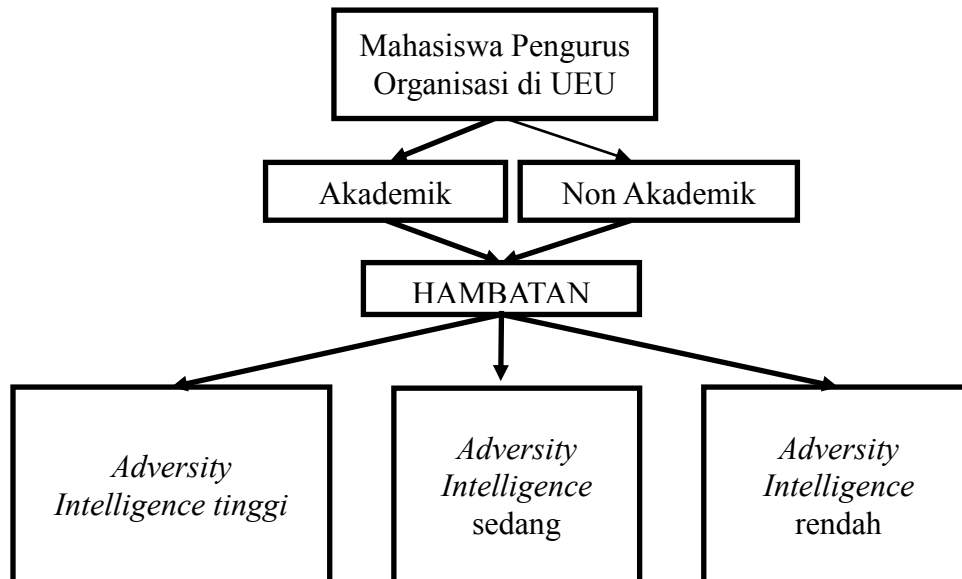 Mahasiswa Pengurus
Organisasi di UEU
Akademik
Non Akademik
HAMBATAN
Adversity
Intelligence tinggi
Adversity
Intelligence
sedang
Adversity
Intelligence
rendah